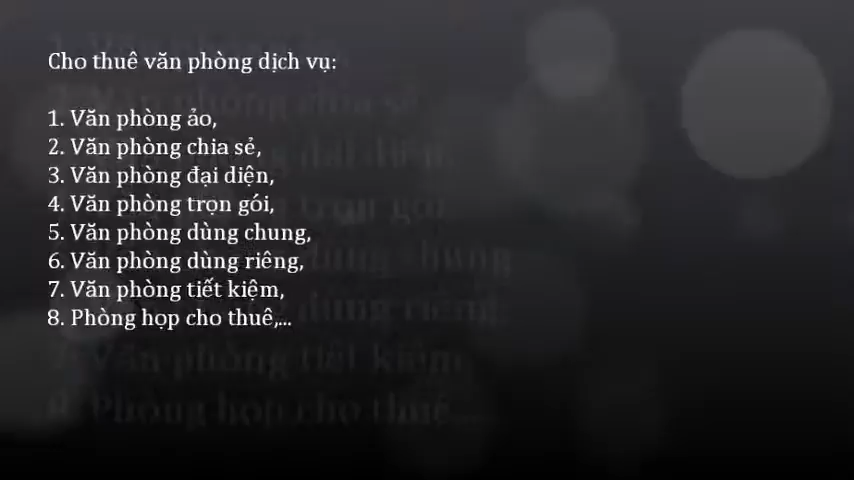 Cho thuê văn phòng dịch vụ:
1. Văn phòng ảo,
2. Văn phòng chia sẻ,
3. Văn phòng đại diện,
4. Văn phòng trọn gói,
5. Văn phòng dùng chung,
6. Văn phòng dùng riêng,
7. Văn phòng tiết kiệm,
8. Phòng họp cho thuê,...